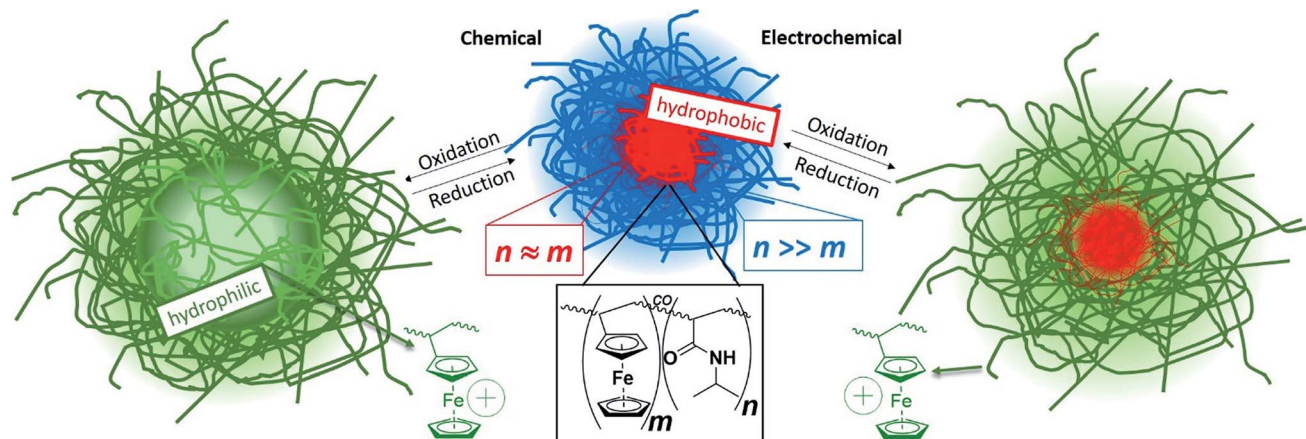 Chemical
Electrochemical
hydrophobic
Oxidation
Reduction
Oxidation
Reduction
n ≈ m
n >> m
hydrophilic
co
O
NH
Fe
m
n
Fe
+
Fe
+